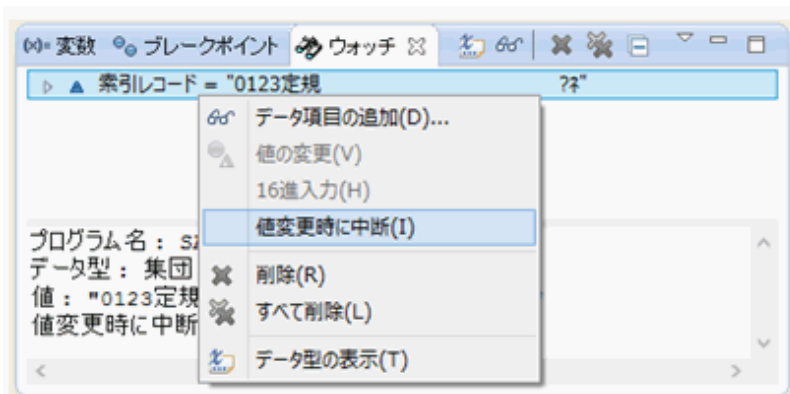 (x)= 変数 ブレークポイント ウォッチ
索引レコード = "0123定規 ?ﾈ"
データ項目の追加(D)...
値の変更(V)
16進入力(H)
値変更時に中断(I)
削除(R)
すべて削除(L)
データ型の表示(T)
プログラム名 :
データ型 : 集団
値 : "0123定規
値変更時に中断